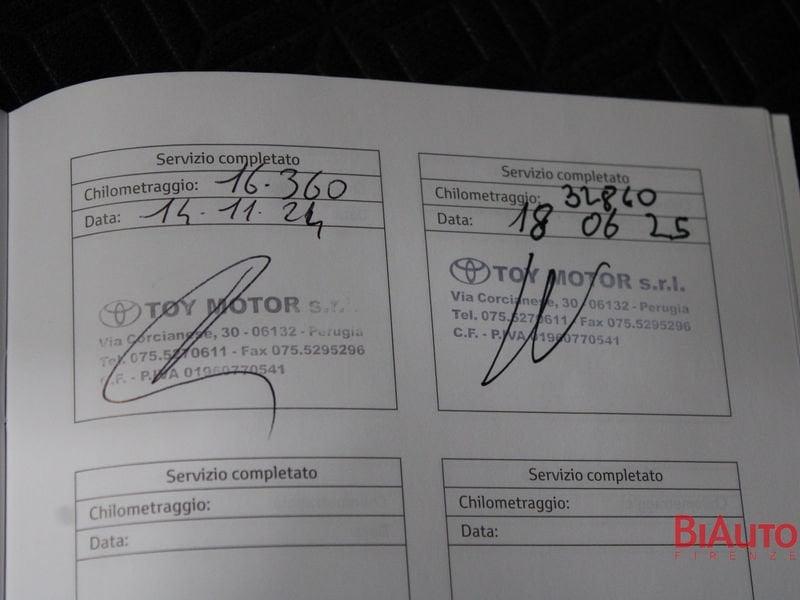 Servizio completato
Chilometraggio: 16.360
Data: 14.11.24
TOY MOTOR s.r.l.
Via Corcianese, 30 - 06132 - Perugia
Tel. 075.5270611 - Fax 075.5295296
C.F. - P.IVA 01960770541
Servizio completato
Chilometraggio: 32860
Data: 18 06 25
TOY MOTOR s.r.l.
Via Corcianese, 30 - 06132 - Perugia
Tel. 075.5270611 - Fax 075.5295296
C.F. - P.IVA 01960770541
Servizio completato
Chilometraggio:
Data:
Servizio completato
Chilometraggio:
Data:
BIAUTO
FIRENZE